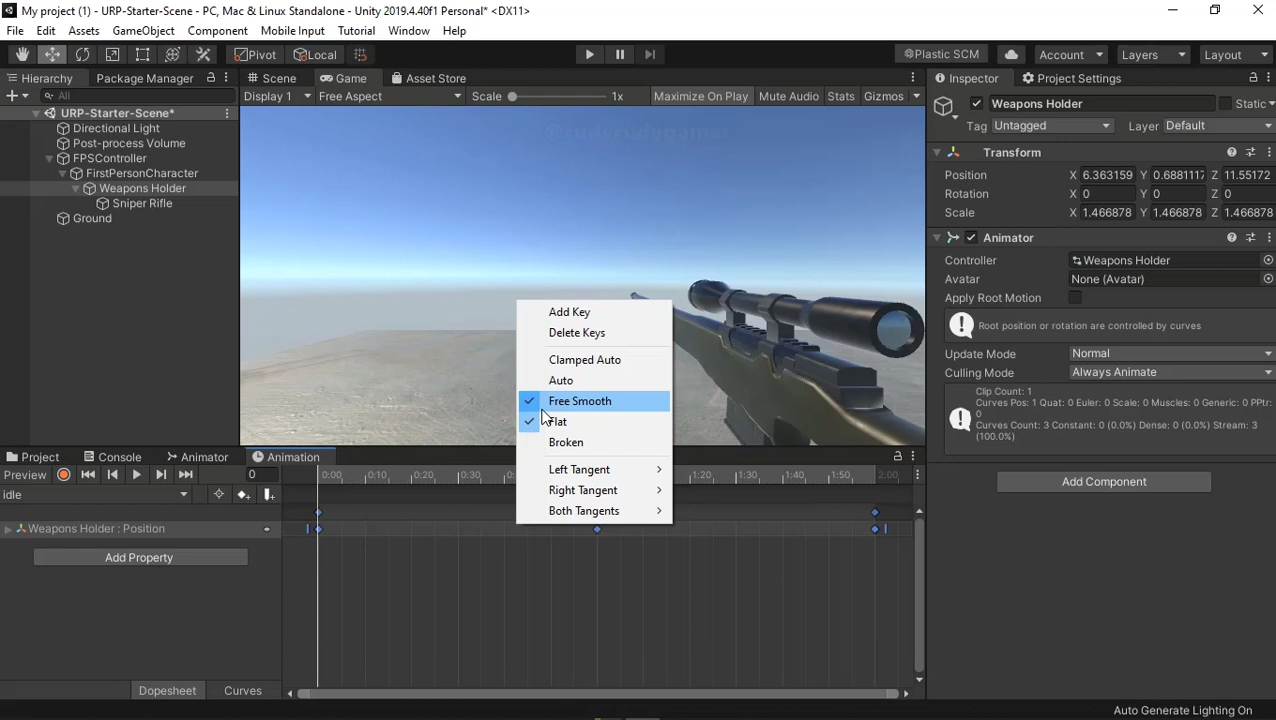 My project (1) - URP-Starter-Scene - PC, Mac & Linux Standalone - Unity 2019.4.40f1 Personal* <DX11>
File Edit Assets GameObject Component Mobile Input Tutorial Window Help
Pivot Local Plastic SCM Account Layers Layout
Hierarchy Package Manager Scene Game Asset Store Inspector Project Settings
All Display 1 Free Aspect Scale 1x Maximize On Play Mute Audio Stats Gizmos
Weapons Holder Static
Tag Untagged Layer Default
URP-Starter-Scene*
Directional Light
Post-process Volume
FPSController
FirstPersonCharacter
Weapons Holder
Sniper Rifle
Ground
Transform
Position X 6.363159 Y 0.6881117 Z 11.55172
Rotation X 0 Y 0 Z 0
Scale X 1.466878 Y 1.466878 Z 1.466878
Animator
Controller Weapons Holder
Avatar None (Avatar)
Apply Root Motion
Root position or rotation are controlled by curves
Update Mode Normal
Culling Mode Always Animate
Clip Count: 1
Curves Pos: 1 Quat: 0 Euler: 0 Scale: 0 Muscles: 0 Generic: 0 PPtr:
0
Curves Count: 3 Constant: 0 (0.0%) Dense: 0 (0.0%) Stream: 3
(100.0%)
Add Component
Add Key
Delete Keys
Clamped Auto
Auto
Free Smooth
Flat
Broken
Left Tangent
Right Tangent
Both Tangents
Project Console Animator Animation
Preview 0 0:00 0:10 0:20 0:30 1:20 1:30 1:40 1:50 2:00
idle
Weapons Holder : Position
Add Property
Dopesheet Curves
Auto Generate Lighting On